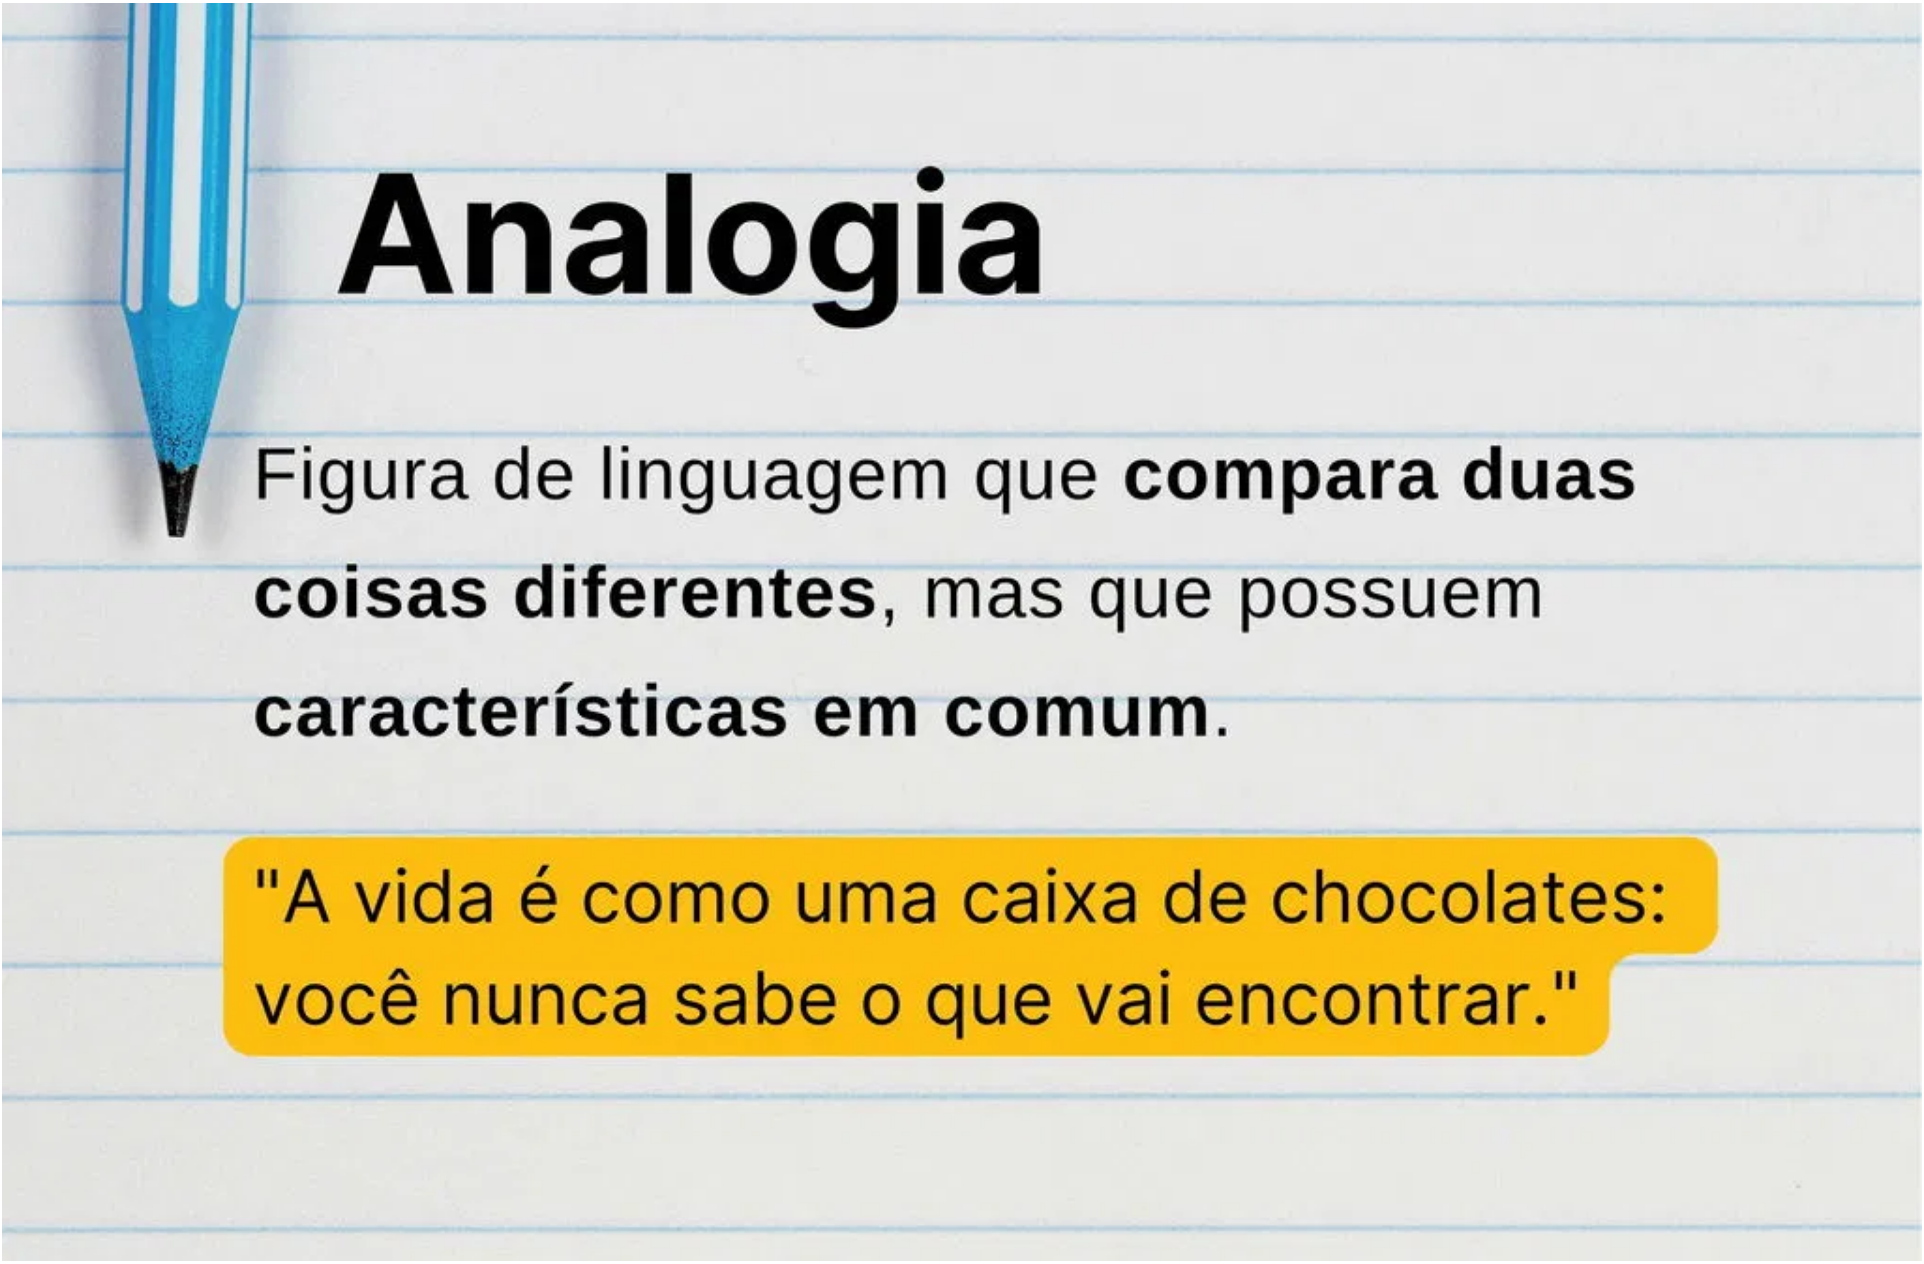 Analogia
Figura de linguagem que compara duas
coisas diferentes, mas que possuem
características em comum.
"A vida é como uma caixa de chocolates:
você nunca sabe o que vai encontrar."